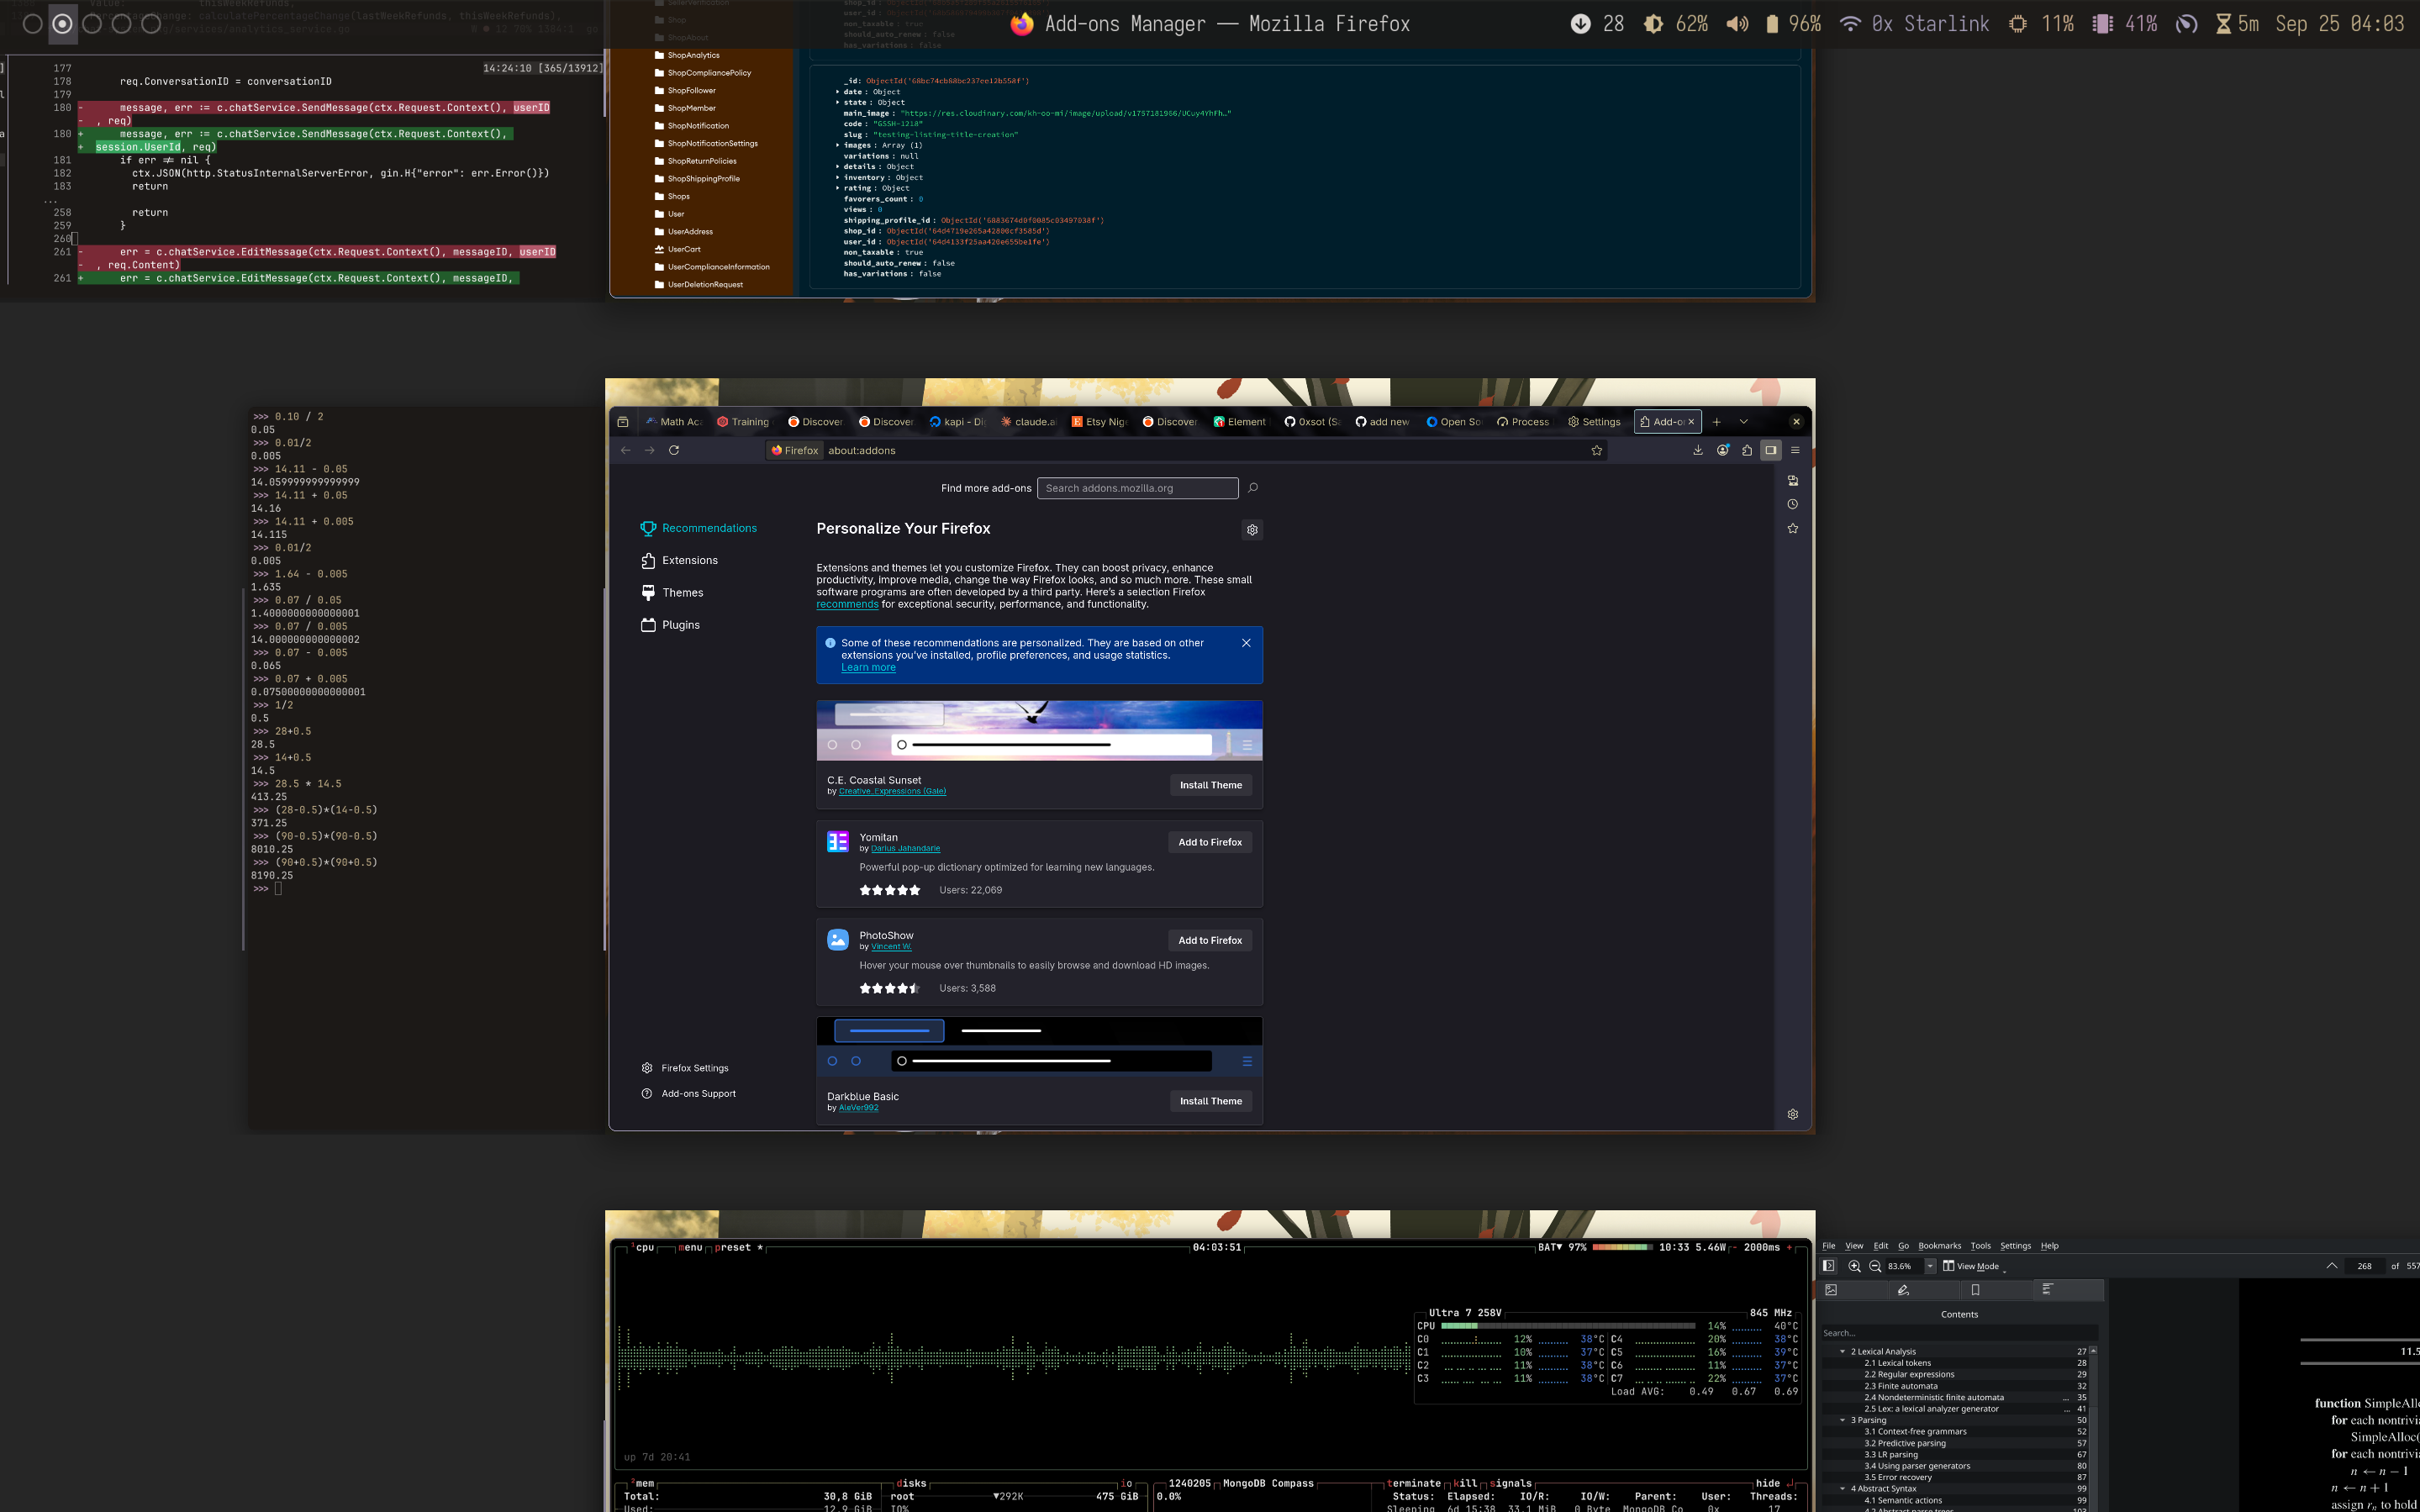 Add-ons Manager — Mozilla Firefox
28
62%
96%
0x Starlink
11%
41%
5m
Sep 25 04:03
14:24:10 [365/13912]
177
178 req.ConversationID = conversationID
179
180 - message, err := c.chatService.SendMessage(ctx.Request.Context(), userID
- , req)
180 + message, err := c.chatService.SendMessage(ctx.Request.Context(),
+ session.UserId, req)
181 if err ≠ nil {
182 ctx.JSON(http.StatusInternalServerError, gin.H{"error": err.Error()})
183 return
...
258 return
259 }
260
261 - err = c.chatService.EditMessage(ctx.Request.Context(), messageID, userID
- , req.Content)
261 + err = c.chatService.EditMessage(ctx.Request.Context(), messageID,
ShopAbout
ShopAnalytics
ShopCompliancePolicy
ShopFollower
ShopMember
ShopNotification
ShopNotificationSettings
ShopReturnPolicies
ShopShippingProfile
Shops
User
UserAddress
UserCart
UserComplianceInformation
UserDeletionRequest
non_taxable : true
should_auto_renew : false
has_variations : false
date : Object
state : Object
code : "GSSH-1218"
slug : "testing-listing-title-creation"
images : Array (1)
variations : null
details : Object
inventory : Object
rating : Object
favorers_count : 0
views : 0
non_taxable : true
should_auto_renew : false
has_variations : false
>>> 0.10 / 2
0.05
>>> 0.01/2
0.005
>>> 14.11 - 0.05
14.059999999999999
>>> 14.11 + 0.05
14.16
>>> 14.11 + 0.005
14.115
>>> 0.01/2
0.005
>>> 1.64 - 0.005
1.635
>>> 0.07 / 0.05
1.4000000000000001
>>> 0.07 / 0.005
14.000000000000002
>>> 0.07 - 0.005
0.065
>>> 0.07 + 0.005
0.07500000000000001
>>> 1/2
0.5
>>> 28+0.5
28.5
>>> 14+0.5
14.5
>>> 28.5 * 14.5
413.25
>>> (28-0.5)*(14-0.5)
371.25
>>> (90-0.5)*(90-0.5)
8010.25
>>> (90+0.5)*(90+0.5)
8190.25
>>>
Math Ac
Training
Discover
Discover
kapi - Di
claude.a
Etsy Nig
Discover
Element
0xsot (S
add new
Open So
Process
Settings
Add-o
Firefox
about:addons
Find more add-ons
Search addons.mozilla.org
Recommendations
Extensions
Themes
Plugins
Firefox Settings
Add-ons Support
Personalize Your Firefox
Extensions and themes let you customize Firefox. They can boost privacy, enhance
productivity, improve media, change the way Firefox looks, and so much more. These small
software programs are often developed by a third party. Here's a selection Firefox
recommends for exceptional security, performance, and functionality.
Some of these recommendations are personalized. They are based on other
extensions you've installed, profile preferences, and usage statistics.
Learn more
C.E. Coastal Sunset
by Creative_Expressions (Gale)
Install Theme
Yomitan
by Darius Jahandarie
Add to Firefox
Powerful pop-up dictionary optimized for learning new languages.
Users: 22,069
PhotoShow
by Vincent W.
Add to Firefox
Hover your mouse over thumbnails to easily browse and download HD images.
Users: 3,588
Darkblue Basic
by AleVer992
Install Theme
¹cpu menu preset *
04:03:51
BAT▼ 97% 10:33 5.46W - 2000ms +
Ultra 7 258V 845 MHz
CPU 14% 40°C
C0 12% 38°C C4 20% 38°C
C1 10% 37°C C5 16% 39°C
C2 11% 38°C C6 11% 37°C
C3 11% 38°C C7 22% 37°C
Load AVG: 0.49 0.67 0.69
up 7d 20:41
²mem
Total: 30,8 GiB
Used: 12,9 GiB
disks io
root ▼292K 475 GiB
IO%
1240205 MongoDB Compass
terminate kill signals hide
0.0%
Status: Elapsed: IO/R: IO/W: Parent: User: Threads:
Sleeping 6d 15:38 33.1 MiB 0 Byte MongoDB Co 0x 17
File View Edit Go Bookmarks Tools Settings Help
83.6%
View Mode
268 of 557
Contents
Search...
2 Lexical Analysis 27
2.1 Lexical tokens 28
2.2 Regular expressions 29
2.3 Finite automata 32
2.4 Nondeterministic finite automata ... 35
2.5 Lex: a lexical analyzer generator ... 41
3 Parsing 50
3.1 Context-free grammars 52
3.2 Predictive parsing 57
3.3 LR parsing 67
3.4 Using parser generators 80
3.5 Error recovery 87
4 Abstract Syntax 99
4.1 Semantic actions 99
11.5
function SimpleAll
for each nontrivi
SimpleAlloc(
for each nontrivi
n ← n − 1
n ← n + 1
assign rₙ to hold